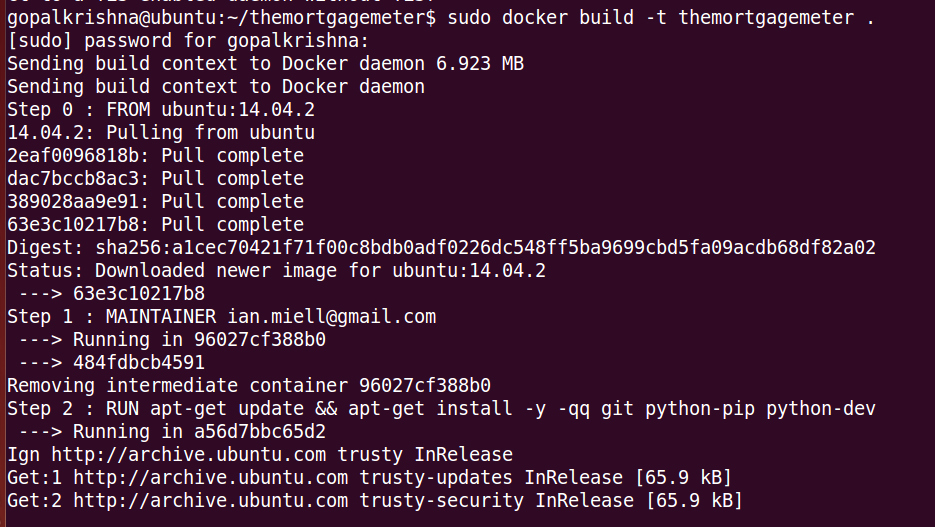 gopalkrishna@ubuntu:~/themortgagemeter$ sudo docker build -t themortgagemeter .
[sudo] password for gopalkrishna:
Sending build context to Docker daemon 6.923 MB
Sending build context to Docker daemon
Step 0 : FROM ubuntu:14.04.2
14.04.2: Pulling from ubuntu
2eaf0096818b: Pull complete
dac7bccb8ac3: Pull complete
389028aa9e91: Pull complete
63e3c10217b8: Pull complete
Digest: sha256:a1cec70421f71f00c8bdb0adf0226dc548ff5ba9699cbd5fa09acdb68df82a02
Status: Downloaded newer image for ubuntu:14.04.2
 ---> 63e3c10217b8
Step 1 : MAINTAINER ian.miell@gmail.com
 ---> Running in 96027cf388b0
 ---> 484fdbcb4591
Removing intermediate container 96027cf388b0
Step 2 : RUN apt-get update && apt-get install -y -qq git python-pip python-dev
 ---> Running in a56d7bbc65d2
Ign http://archive.ubuntu.com trusty InRelease
Get:1 http://archive.ubuntu.com trusty-updates InRelease [65.9 kB]
Get:2 http://archive.ubuntu.com trusty-security InRelease [65.9 kB]